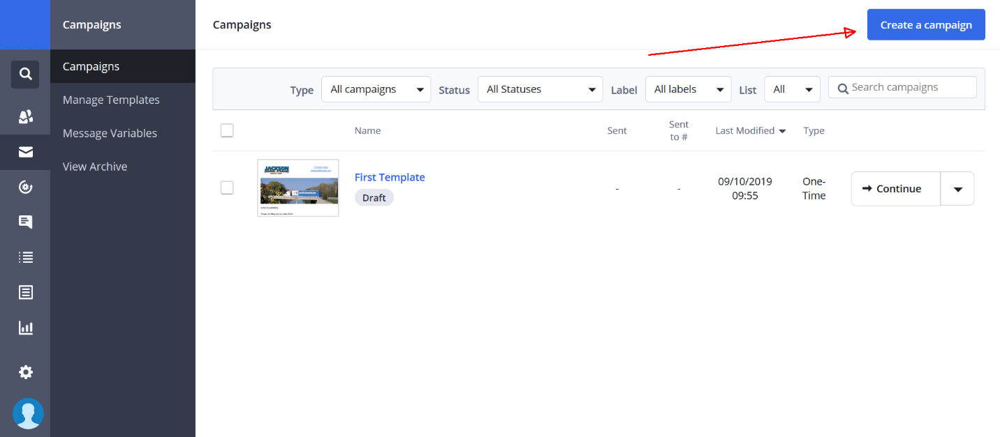 Campaigns
Campaigns
Create a campaign
Campaigns
Manage Templates
Message Variables
View Archive
Type All campaigns Status All Statuses Label All labels List All Search campaigns
Name Sent Sent to # Last Modified Type
JACKSON
First Template
Draft
-
-
09/10/2019
09:55
One-
Time
Continue